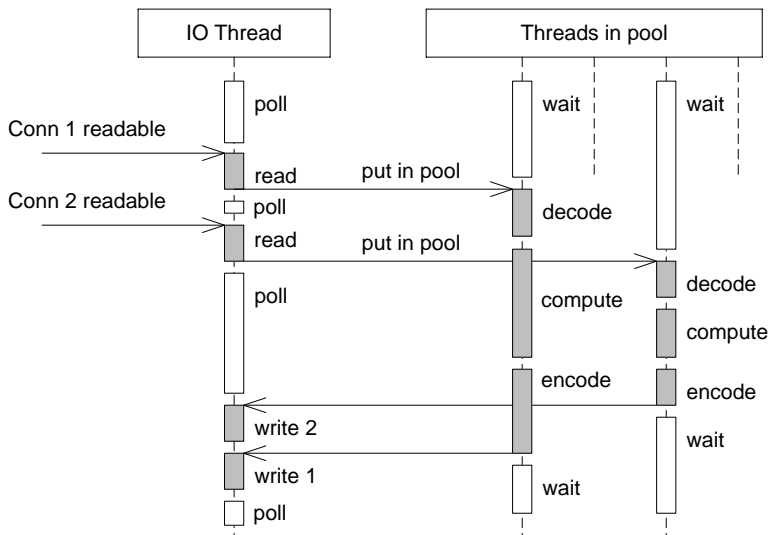 IO Thread
Threads in pool
poll
wait
wait
Conn 1 readable
read
put in pool
Conn 2 readable
poll
decode
read
put in pool
poll
compute
decode
compute
encode
encode
write 2
wait
write 1
wait
poll